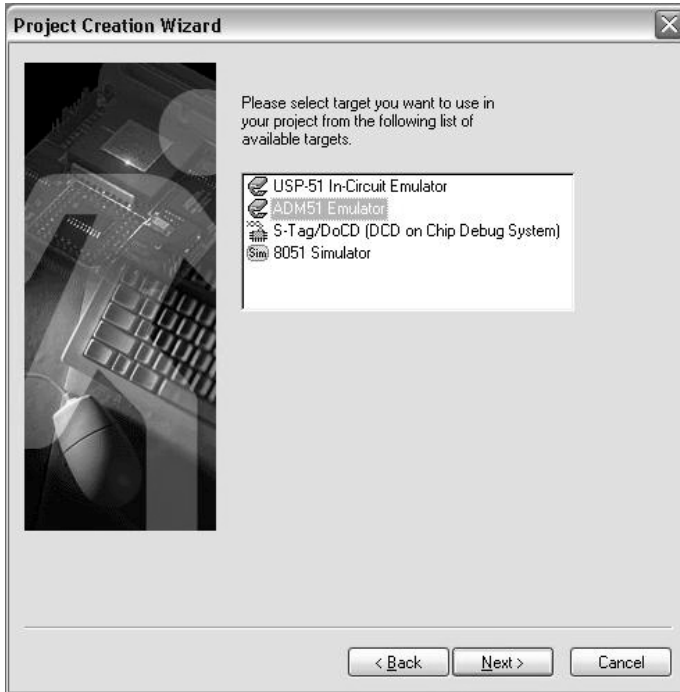 Project Creation Wizard
Please select target you want to use in
your project from the following list of
available targets.
USP-51 In-Circuit Emulator
ADM51 Emulator
S-Tag/DoCD (DCD on Chip Debug System)
Sim 8051 Simulator
< Back Next > Cancel